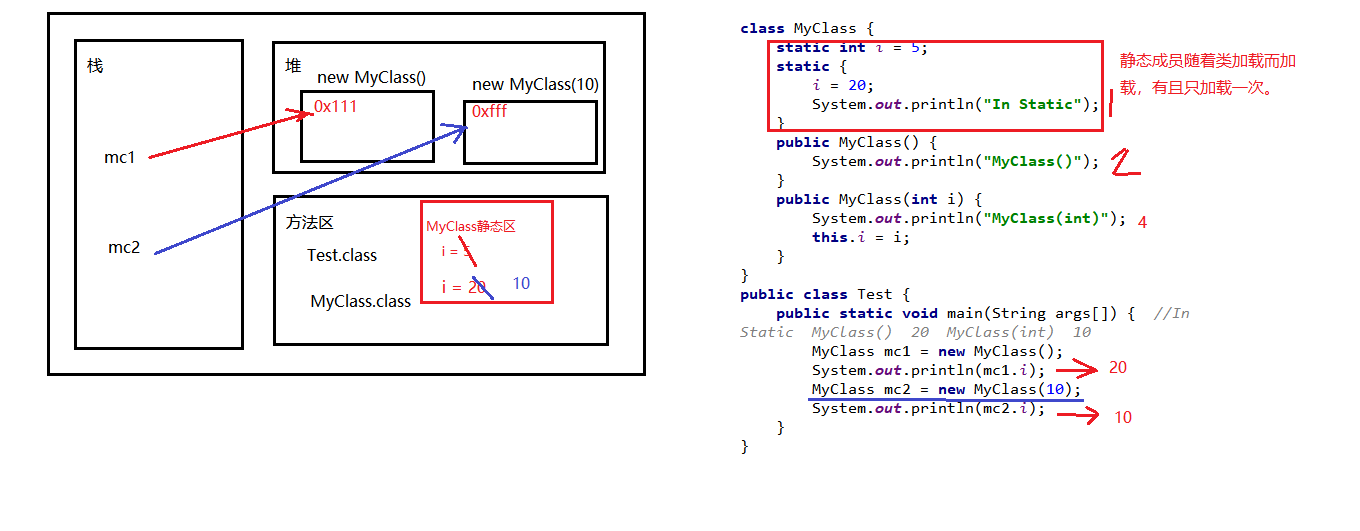 栈
堆
new MyClass()
new MyClass(10)
0x111
0xfff
mc1
mc2
方法区
MyClass静态区
Test.class
i = 5
i = 20
10
MyClass.class
class MyClass {
static int i = 5;
static {
i = 20;
System.out.println("In Static");
}
public MyClass() {
System.out.println("MyClass()");
}
public MyClass(int i) {
System.out.println("MyClass(int)");
this.i = i;
}
}
public class Test {
public static void main(String args[]) {  //In
Static  MyClass()  20  MyClass(int)  10
MyClass mc1 = new MyClass();
System.out.println(mc1.i);
MyClass mc2 = new MyClass(10);
System.out.println(mc2.i);
}
}
静态成员随着类加载而加
载，有且只加载一次。
1
2
4
20
10